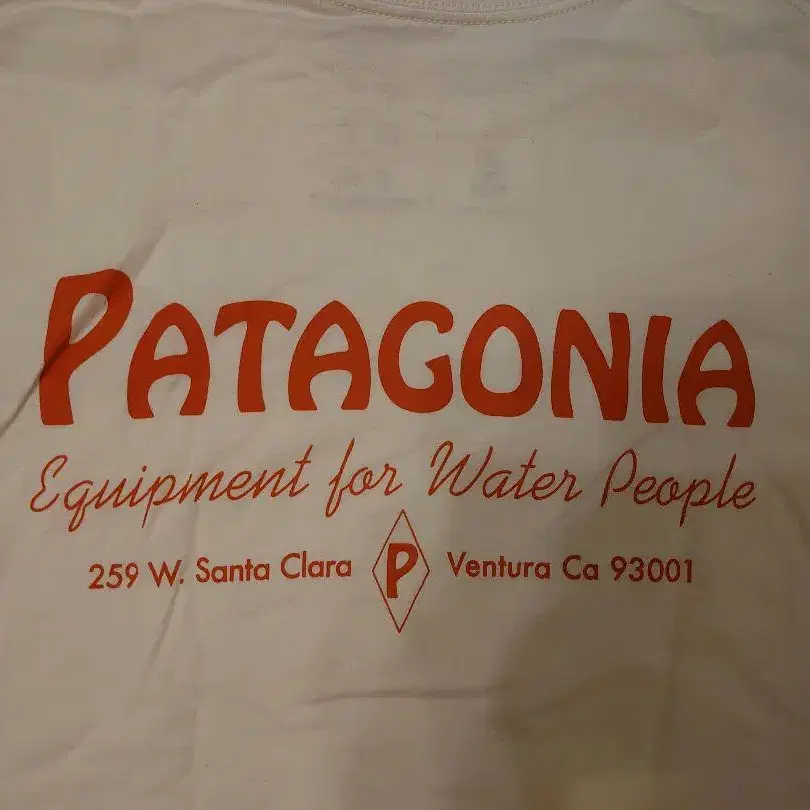 PATAGONIA
Equipment for Water People
259 W. Santa Clara P Ventura Ca 93001